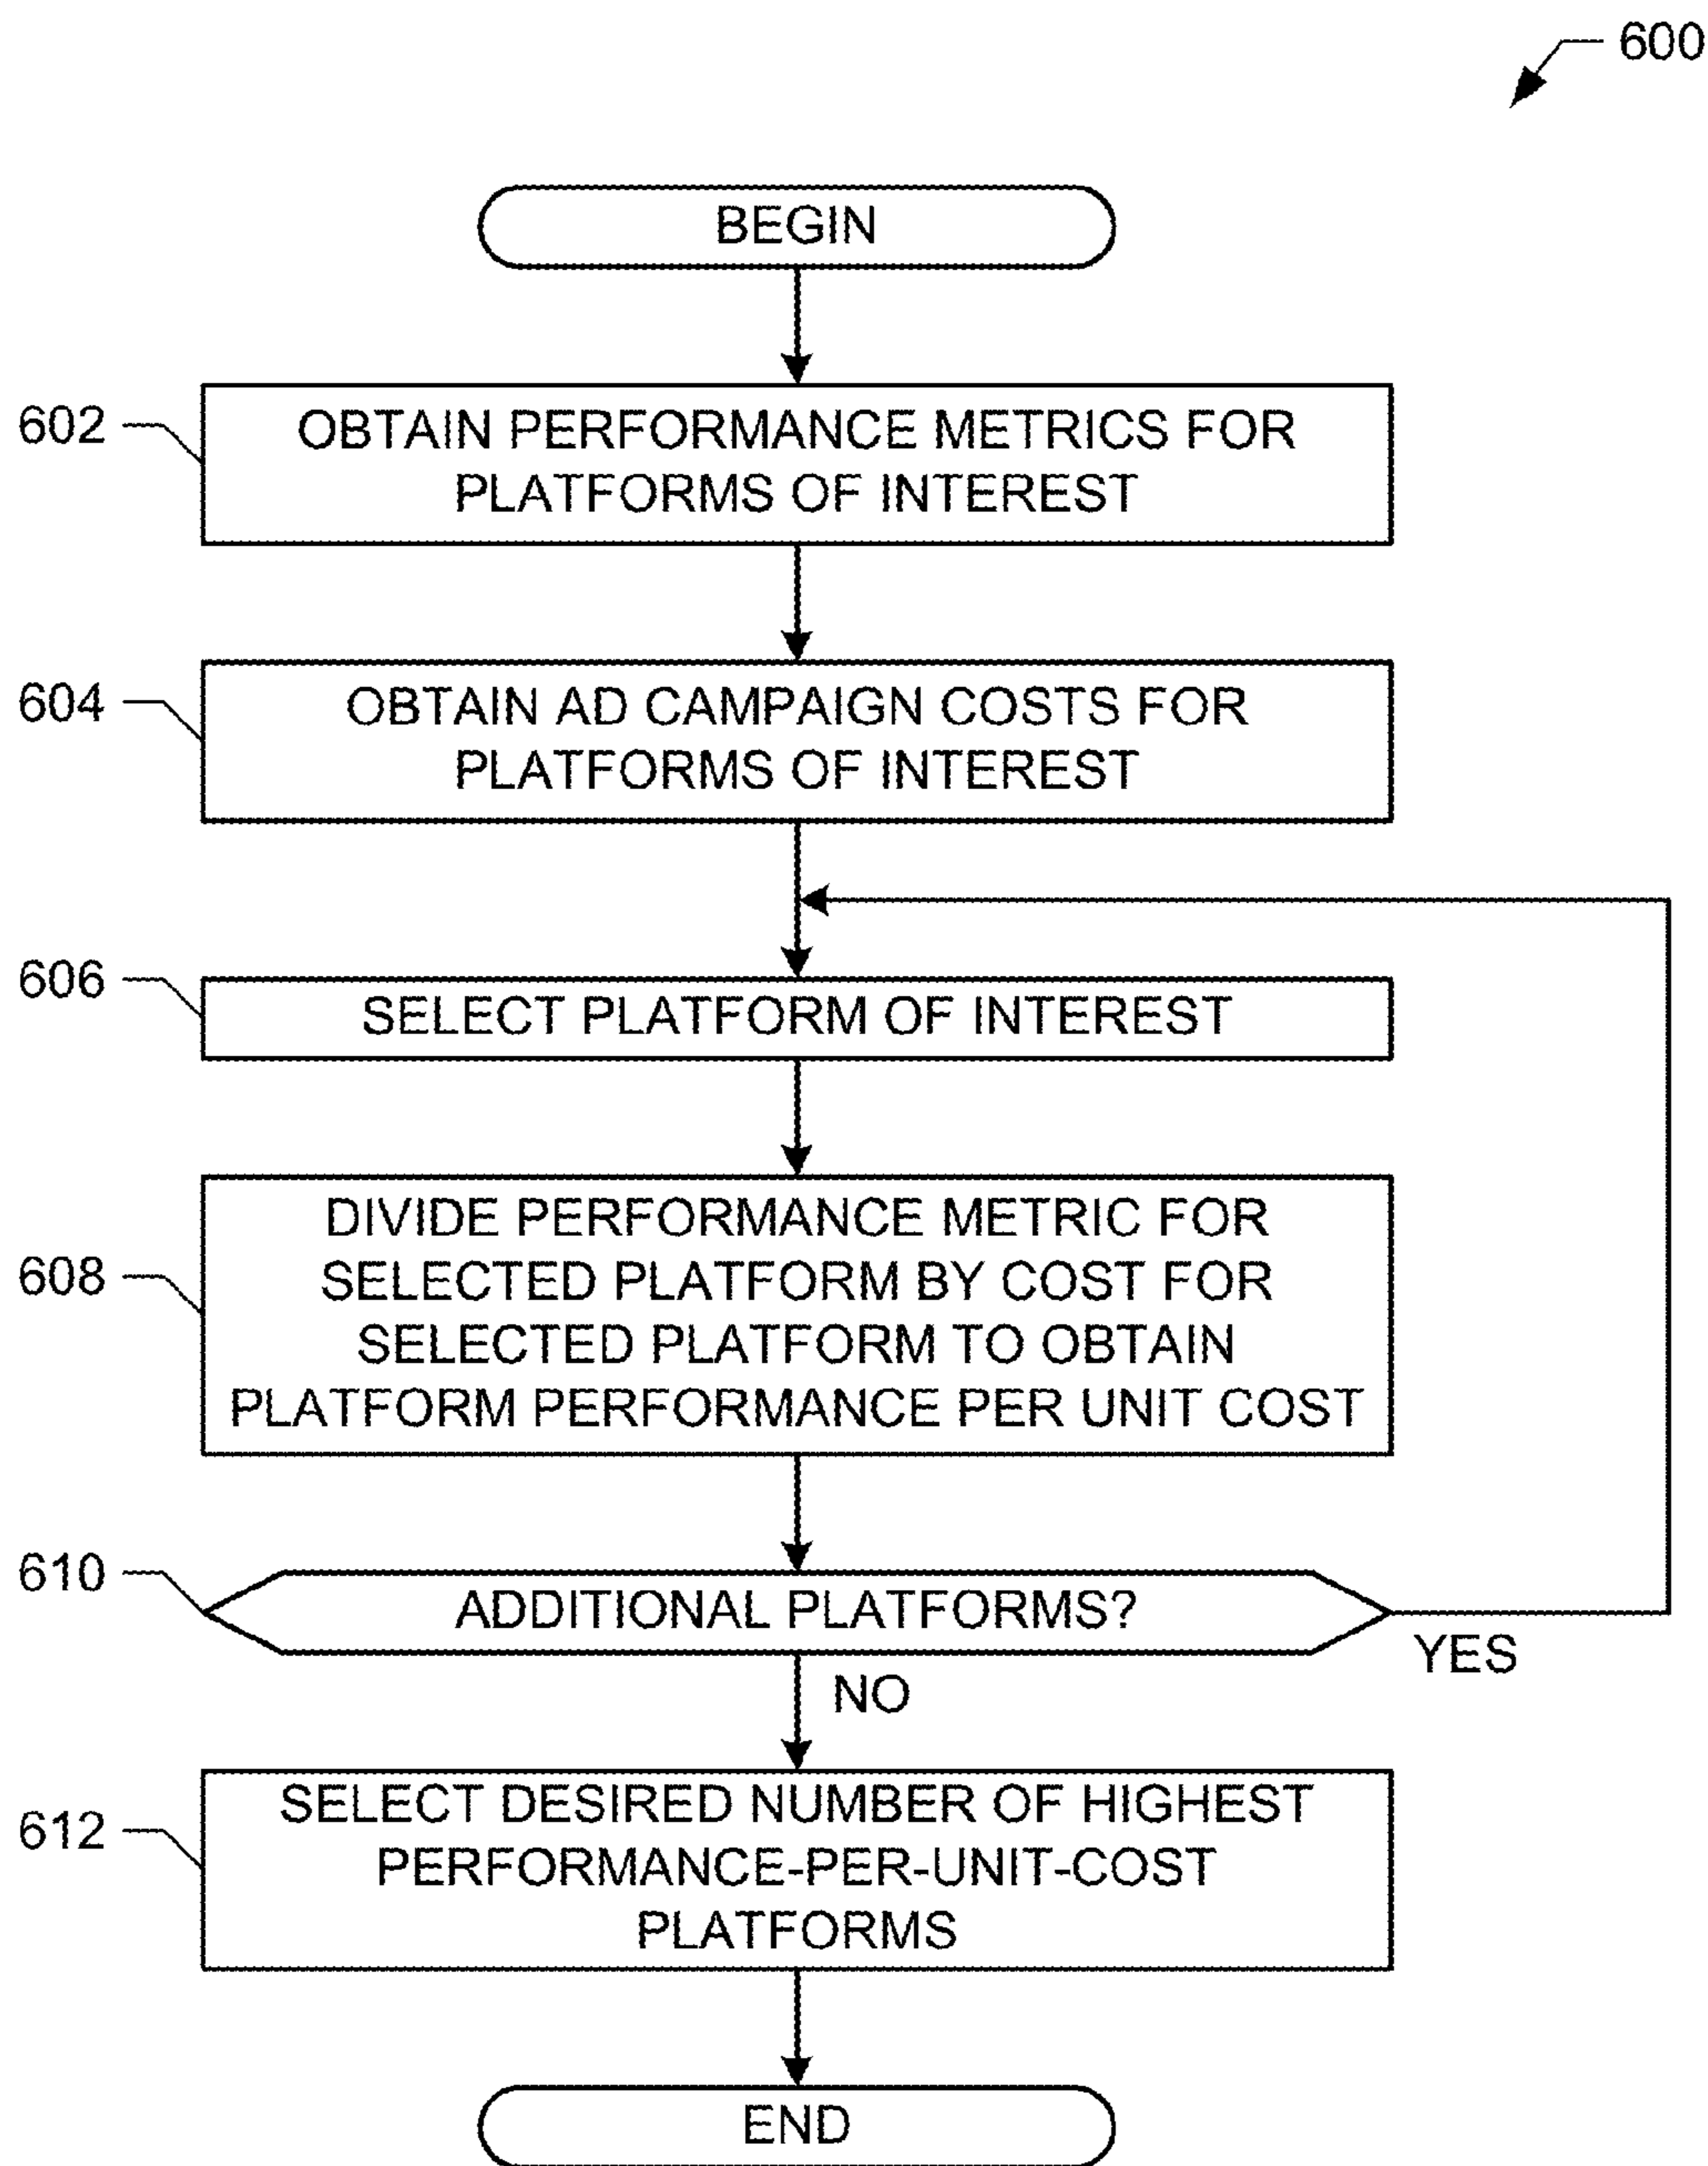 600
BEGIN
602
OBTAIN PERFORMANCE METRICS FOR
PLATFORMS OF INTEREST
604
OBTAIN AD CAMPAIGN COSTS FOR
PLATFORMS OF INTEREST
606
SELECT PLATFORM OF INTEREST
608
DIVIDE PERFORMANCE METRIC FOR
SELECTED PLATFORM BY COST FOR
SELECTED PLATFORM TO OBTAIN
PLATFORM PERFORMANCE PER UNIT COST
610
ADDITIONAL PLATFORMS?
YES
NO
612
SELECT DESIRED NUMBER OF HIGHEST
PERFORMANCE-PER-UNIT-COST
PLATFORMS
END